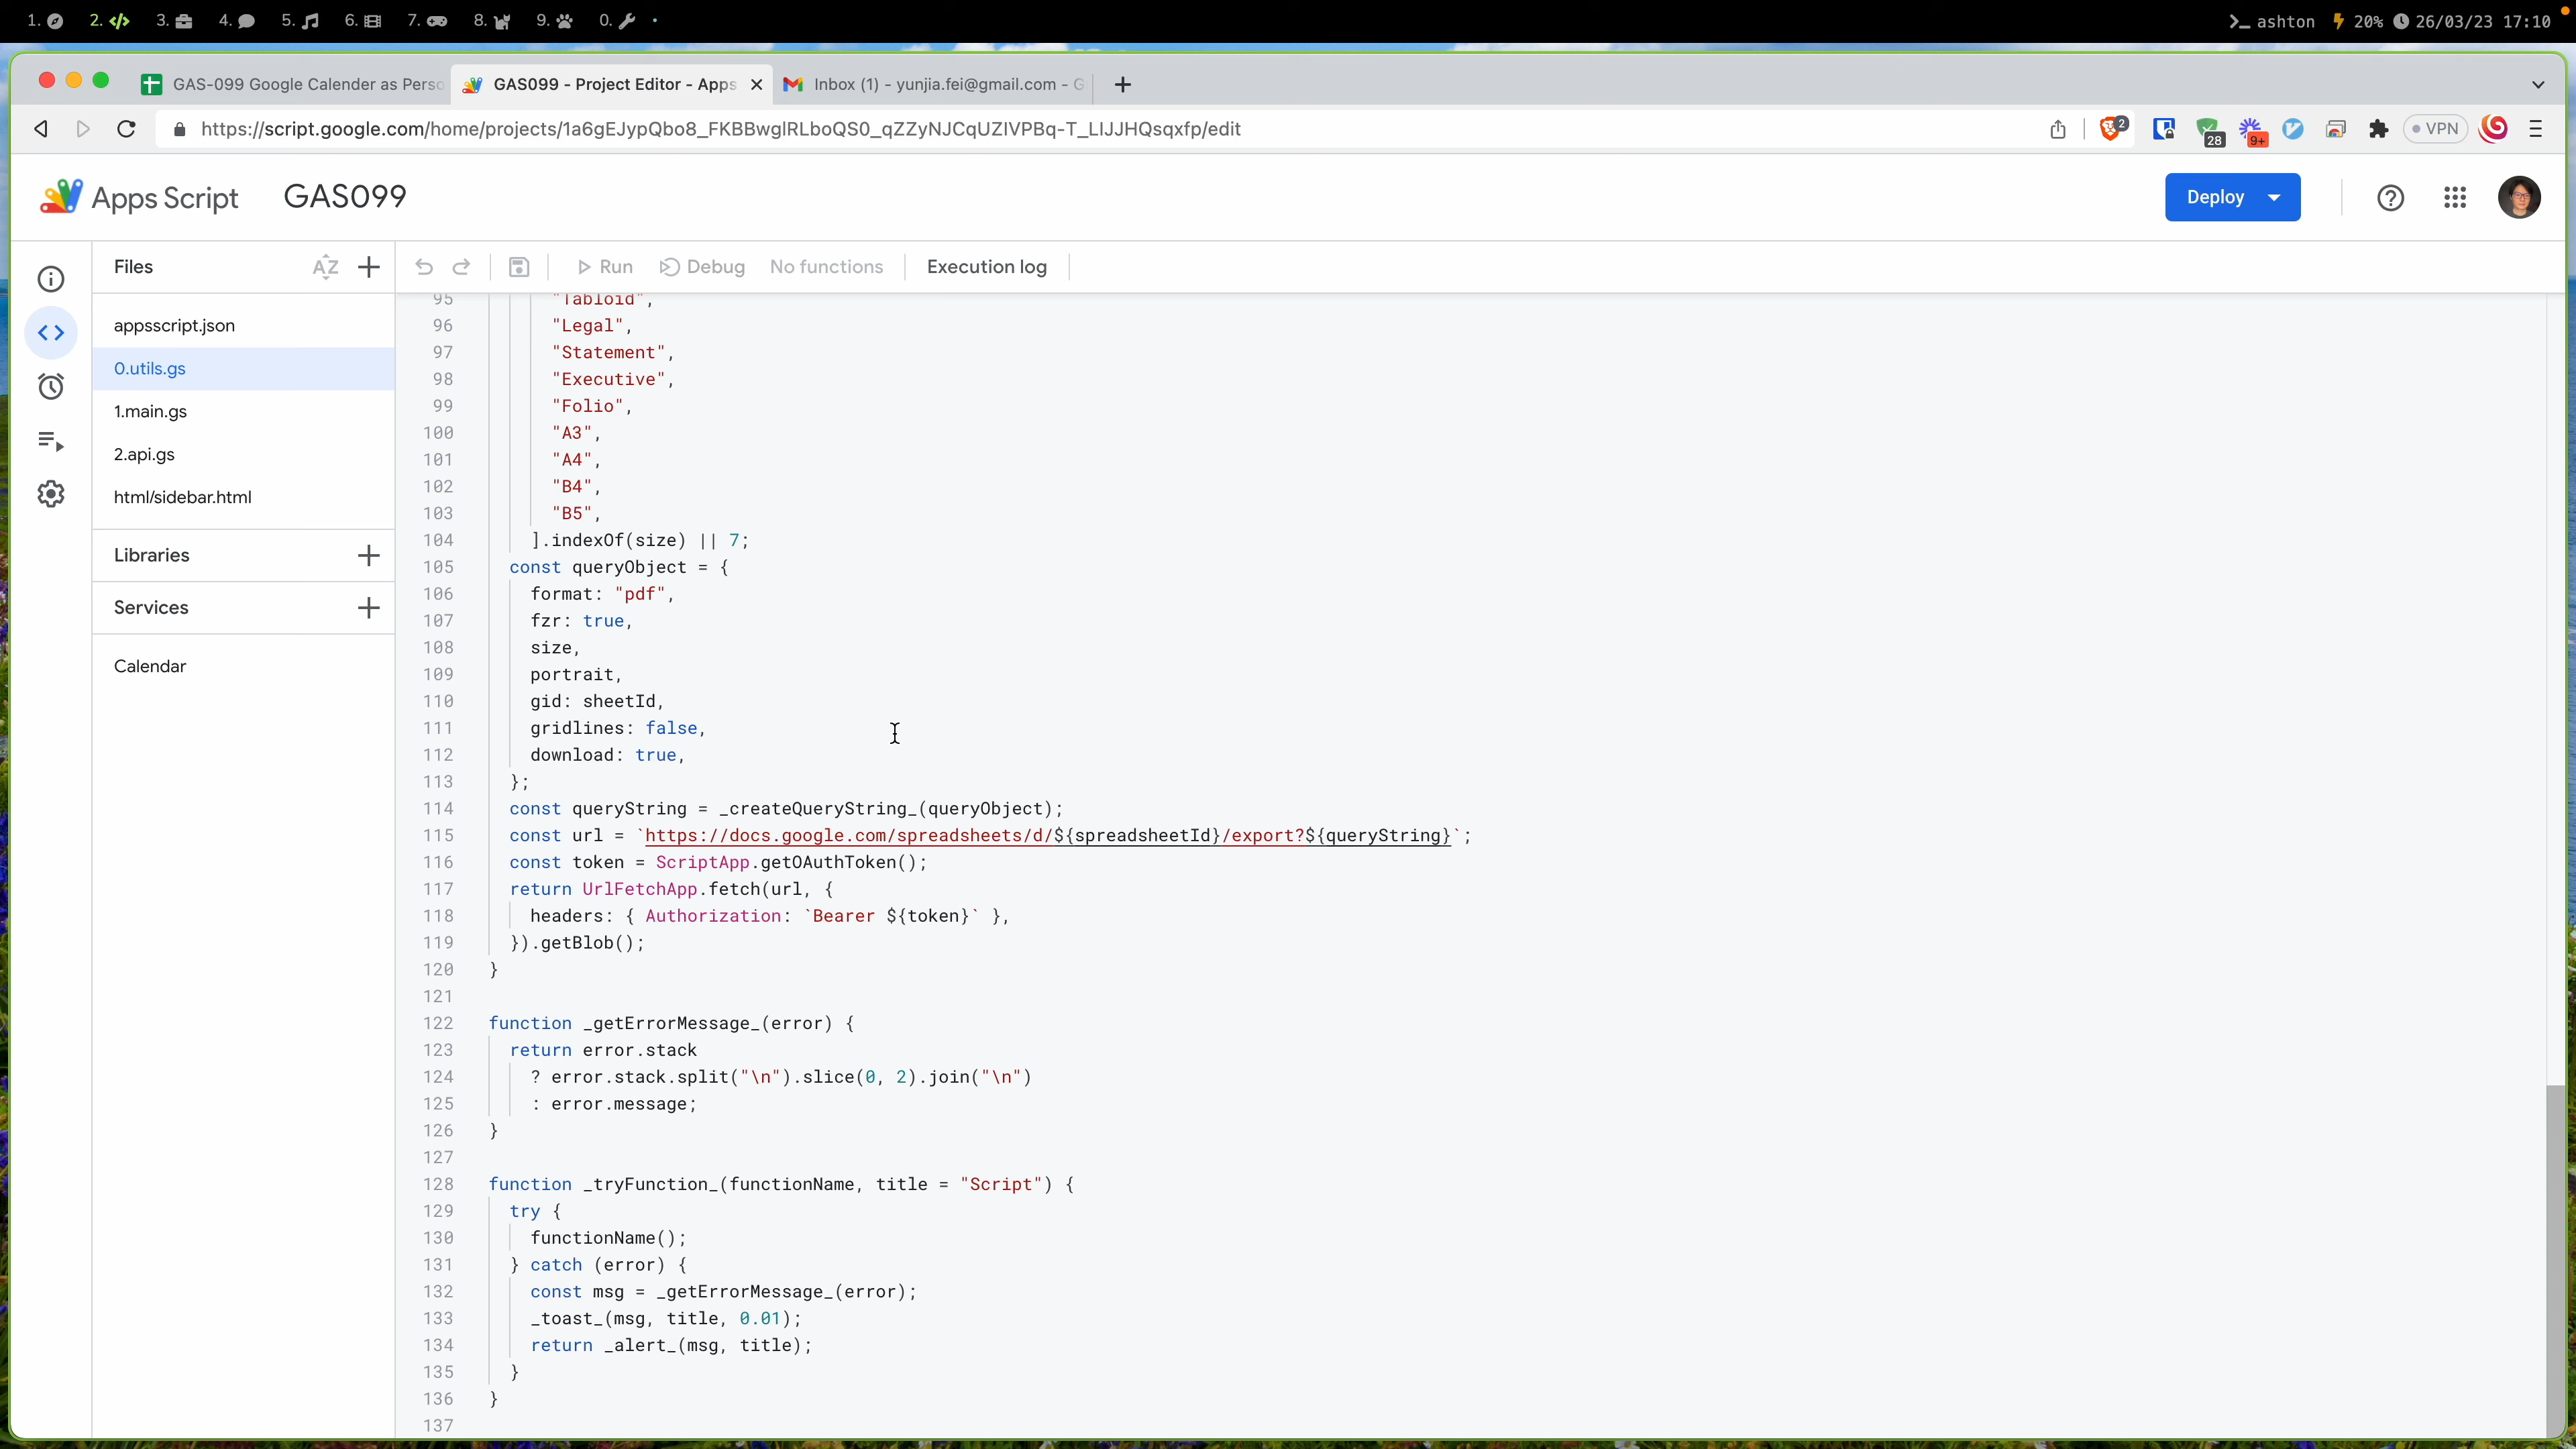 1. 2. </> 3. 4. 5. 6. 7. 8. 9. 0.
ashton 20% 26/03/23 17:10
GAS-099 Google Calender as Perso
GAS099 - Project Editor - Apps
Inbox (1) - yunjia.fei@gmail.com - G
https://script.google.com/home/projects/1a6gEJypQbo8_FKBBwglRLboQS0_qZZyNJCqUZIVPBq-T_LIJJHQsqxfp/edit
2
28
9+
VPN
Apps Script
GAS099
Deploy
Files
AZ
Run
Debug
No functions
Execution log
appsscript.json
0.utils.gs
1.main.gs
2.api.gs
html/sidebar.html
Libraries
Services
Calendar
95 "Tabloid",
96 "Legal",
97 "Statement",
98 "Executive",
99 "Folio",
100 "A3",
101 "A4",
102 "B4",
103 "B5",
104 ].indexOf(size) || 7;
105 const queryObject = {
106 format: "pdf",
107 fzr: true,
108 size,
109 portrait,
110 gid: sheetId,
111 gridlines: false,
112 download: true,
113 };
114 const queryString = _createQueryString_(queryObject);
115 const url = `https://docs.google.com/spreadsheets/d/${spreadsheetId}/export?${queryString}`;
116 const token = ScriptApp.getOAuthToken();
117 return UrlFetchApp.fetch(url, {
118 headers: { Authorization: `Bearer ${token}` },
119 }).getBlob();
120 }
121
122 function _getErrorMessage_(error) {
123 return error.stack
124 ? error.stack.split("\n").slice(0, 2).join("\n")
125 : error.message;
126 }
127
128 function _tryFunction_(functionName, title = "Script") {
129 try {
130 functionName();
131 } catch (error) {
132 const msg = _getErrorMessage_(error);
133 _toast_(msg, title, 0.01);
134 return _alert_(msg, title);
135 }
136 }
137